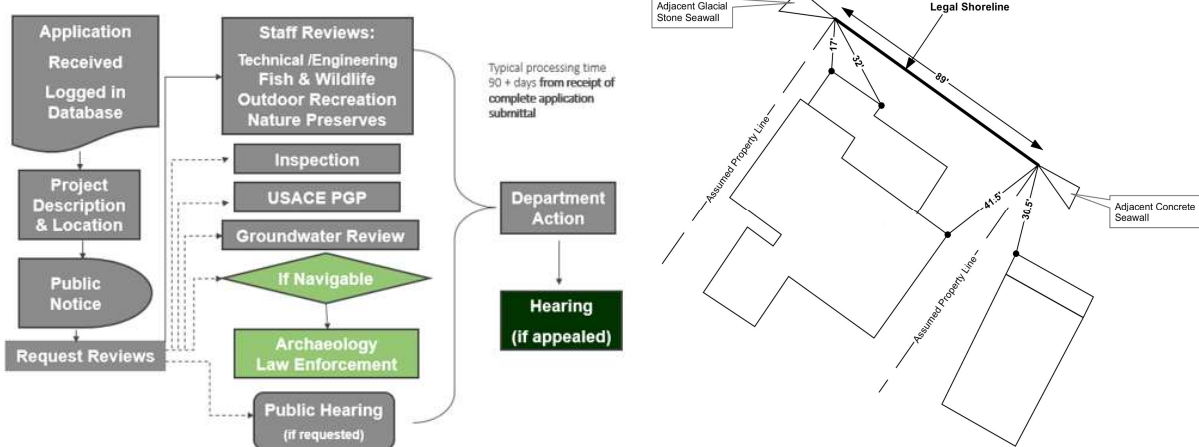 Application
Received
Logged in
Database
Project
Description
& Location
Public
Notice
Request Reviews
Staff Reviews:
Technical /Engineering
Fish & Wildlife
Outdoor Recreation
Nature Preserves
Inspection
USACE PGP
Groundwater Review
If Navigable
Archaeology
Law Enforcement
Public Hearing
(if requested)
Typical processing time
90 + days from receipt of
complete application
submittal
Department
Action
Hearing
(if appealed)
Adjacent Glacial
Stone Seawall
Legal Shoreline
17'
32'
89'
Assumed Property Line
41.5'
30.5'
Adjacent Concrete
Seawall
Assumed Property Line